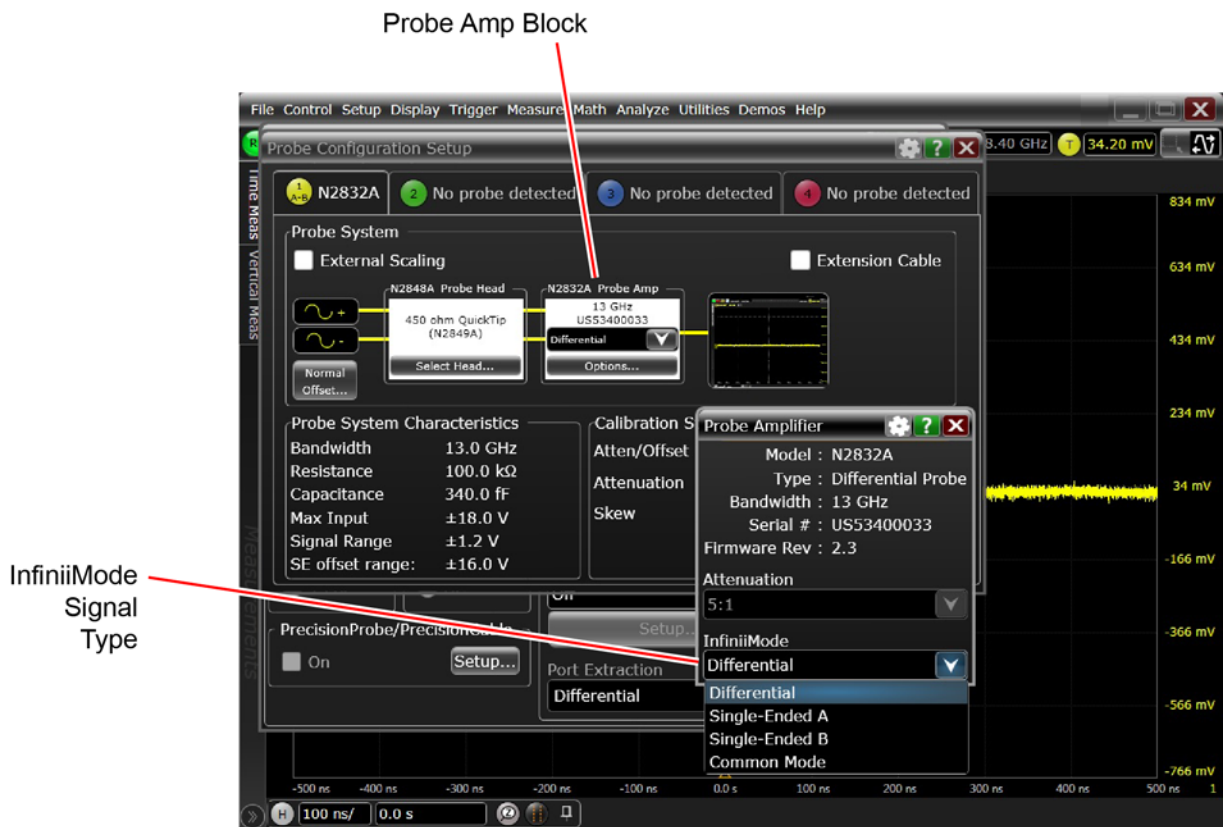 Probe Amp Block
File Control Setup Display Trigger Measure Math Analyze Utilities Demos Help
Probe Configuration Setup
?
8.40 GHz
T
34.20 mV
Time Meas
Vertical Meas
Measurements
1
A-B
N2832A
2
No probe detected
3
No probe detected
4
No probe detected
Probe System
External Scaling
Extension Cable
N2848A Probe Head
450 ohm QuickTip
(N2849A)
Select Head...
N2832A Probe Amp
13 GHz
US53400033
Differential
Options...
+
-
Normal
Offset...
Probe System Characteristics
Bandwidth 13.0 GHz
Resistance 100.0 kΩ
Capacitance 340.0 fF
Max Input ±18.0 V
Signal Range ±1.2 V
SE offset range: ±16.0 V
Calibration S
Atten/Offset
Attenuation
Skew
Probe Amplifier
?
Model : N2832A
Type : Differential Probe
Bandwidth : 13 GHz
Serial # : US53400033
Firmware Rev : 2.3
Attenuation
5:1
InfiniiMode
Differential
Differential
Single-Ended A
Single-Ended B
Common Mode
InfiniiMode
Signal
Type
PrecisionProbe/PrecisionCable
On
Setup...
Setup...
Port Extraction
Differential
834 mV
634 mV
434 mV
234 mV
34 mV
-166 mV
-366 mV
-566 mV
-766 mV
-500 ns -400 ns -300 ns -200 ns -100 ns 0.0 s 100 ns 200 ns 300 ns 400 ns 500 ns 1
H 100 ns/ 0.0 s